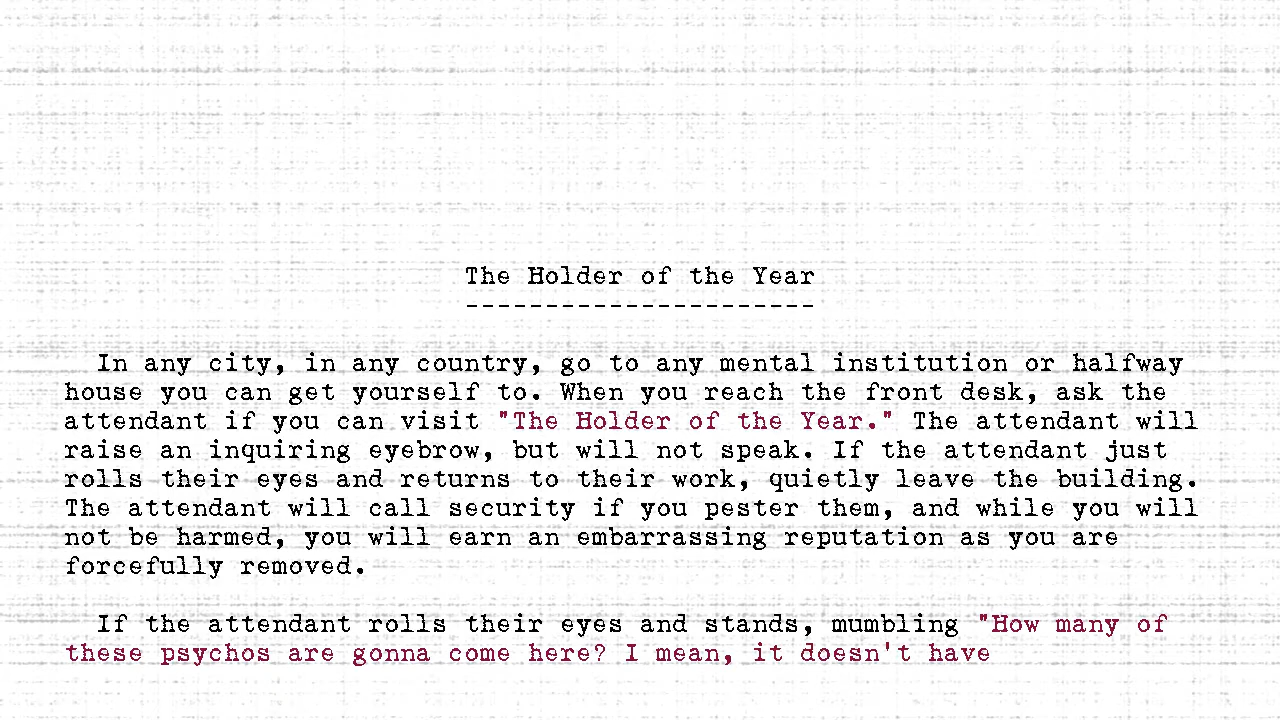 The Holder of the Year
----------------------
In any city, in any country, go to any mental institution or halfway
house you can get yourself to. When you reach the front desk, ask the
attendant if you can visit "The Holder of the Year." The attendant will
raise an inquiring eyebrow, but will not speak. If the attendant just
rolls their eyes and returns to their work, quietly leave the building.
The attendant will call security if you pester them, and while you will
not be harmed, you will earn an embarrassing reputation as you are
forcefully removed.
If the attendant rolls their eyes and stands, mumbling "How many of
these psychos are gonna come here? I mean, it doesn't have